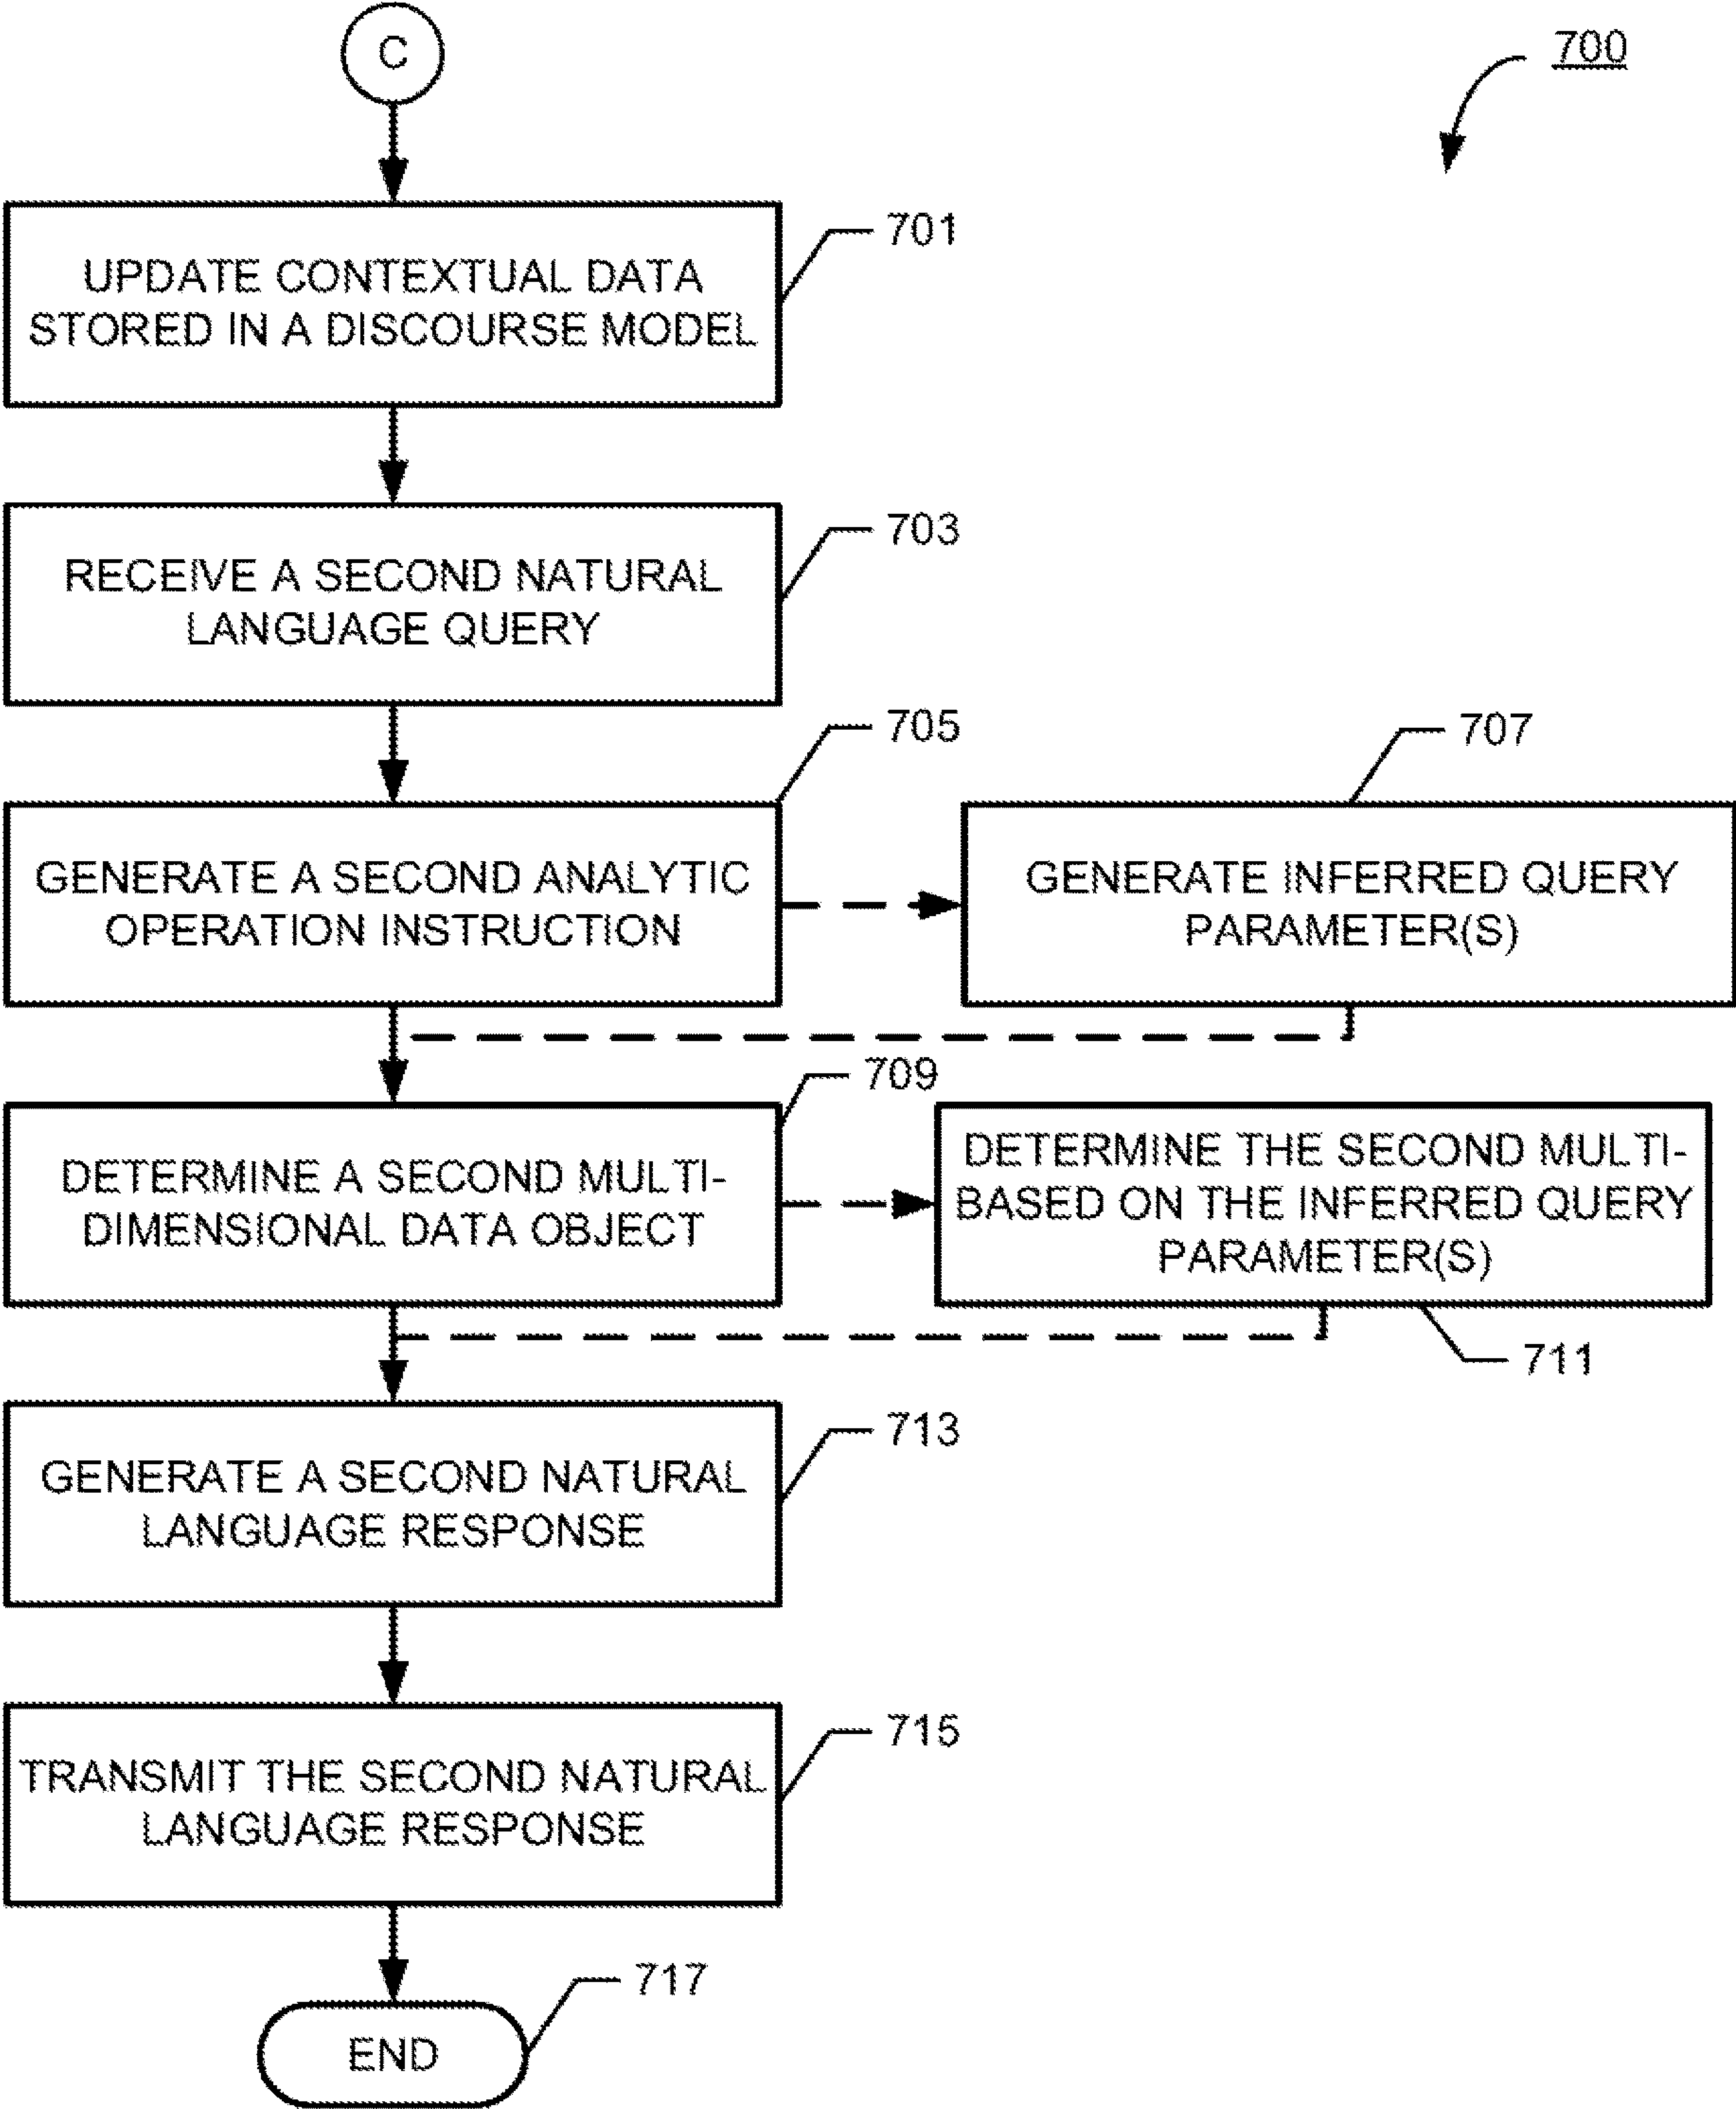 C
700
701
UPDATE CONTEXTUAL DATA
STORED IN A DISCOURSE MODEL
703
RECEIVE A SECOND NATURAL
LANGUAGE QUERY
705
GENERATE A SECOND ANALYTIC
OPERATION INSTRUCTION
707
GENERATE INFERRED QUERY
PARAMETER(S)
709
DETERMINE A SECOND MULTI-
DIMENSIONAL DATA OBJECT
DETERMINE THE SECOND MULTI-
BASED ON THE INFERRED QUERY
PARAMETER(S)
711
713
GENERATE A SECOND NATURAL
LANGUAGE RESPONSE
715
TRANSMIT THE SECOND NATURAL
LANGUAGE RESPONSE
717
END